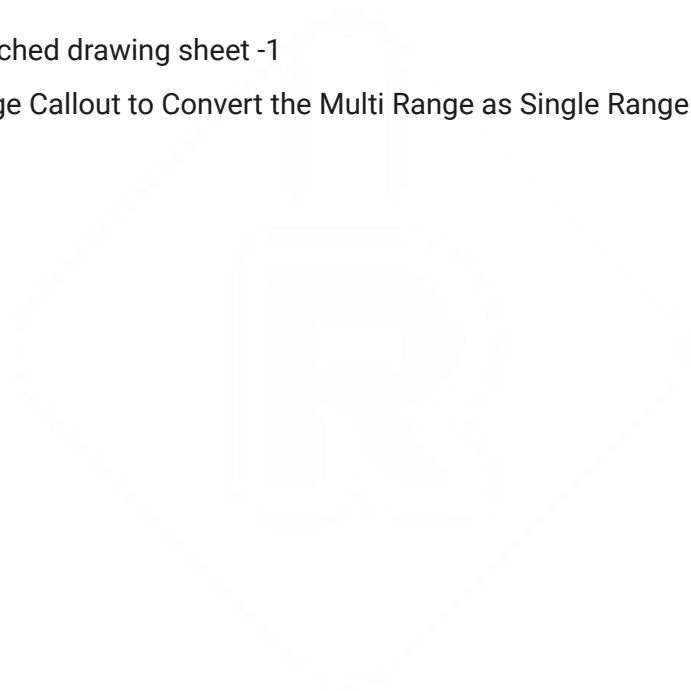 ched drawing sheet -1
ge Callout to Convert the Multi Range as Single Range